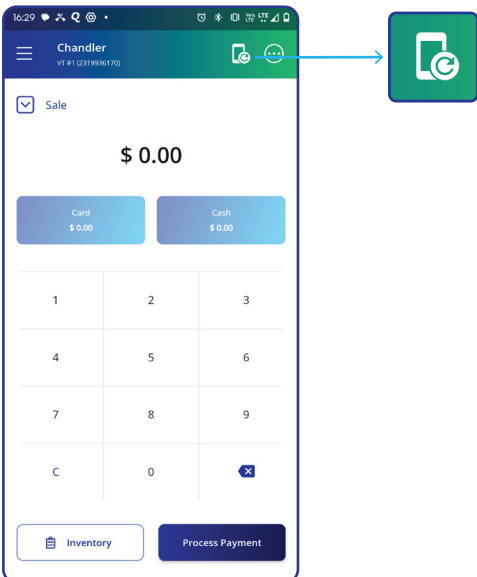 16:29
Chandler
VT #1 (2319936170)
Sale
$ 0.00
Card Cash
$ 0.00 $ 0.00
1 2 3
4 5 6
7 8 9
C 0
Inventory Process Payment